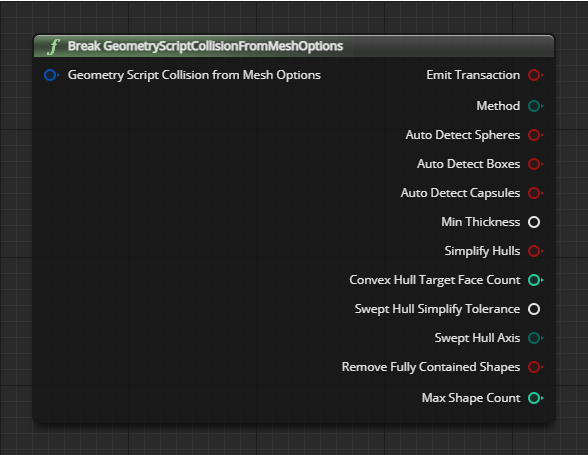 f Break GeometryScriptCollisionFromMeshOptions
Geometry Script Collision from Mesh Options
Emit Transaction
Method
Auto Detect Spheres
Auto Detect Boxes
Auto Detect Capsules
Min Thickness
Simplify Hulls
Convex Hull Target Face Count
Swept Hull Simplify Tolerance
Swept Hull Axis
Remove Fully Contained Shapes
Max Shape Count